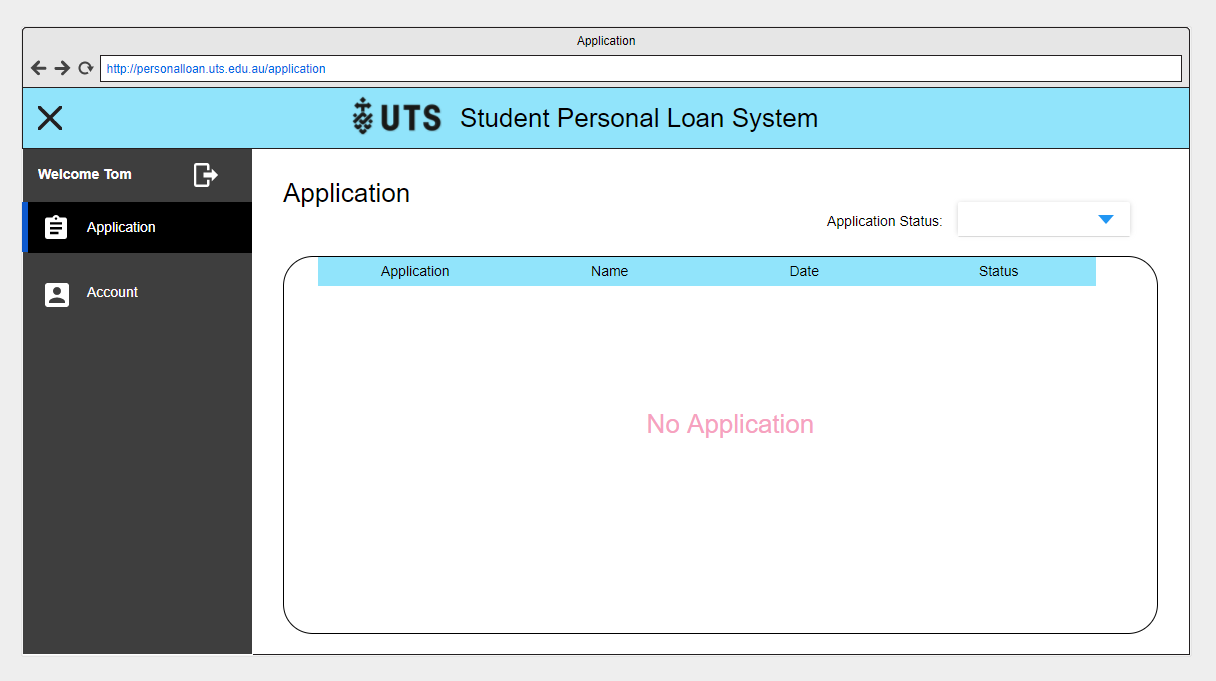 Application
http://personalloan.uts.edu.au/application
UTS Student Personal Loan System
Welcome Tom
Application
Account
Application
Application Status:
Application Name Date Status
No Application